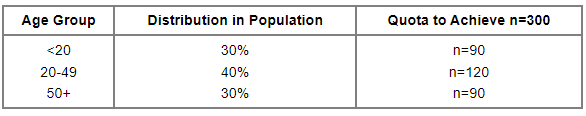 Age Group Distribution in Population Quota to Achieve n=300
<20 30% n=90
20-49 40% n=120
50+ 30% n=90